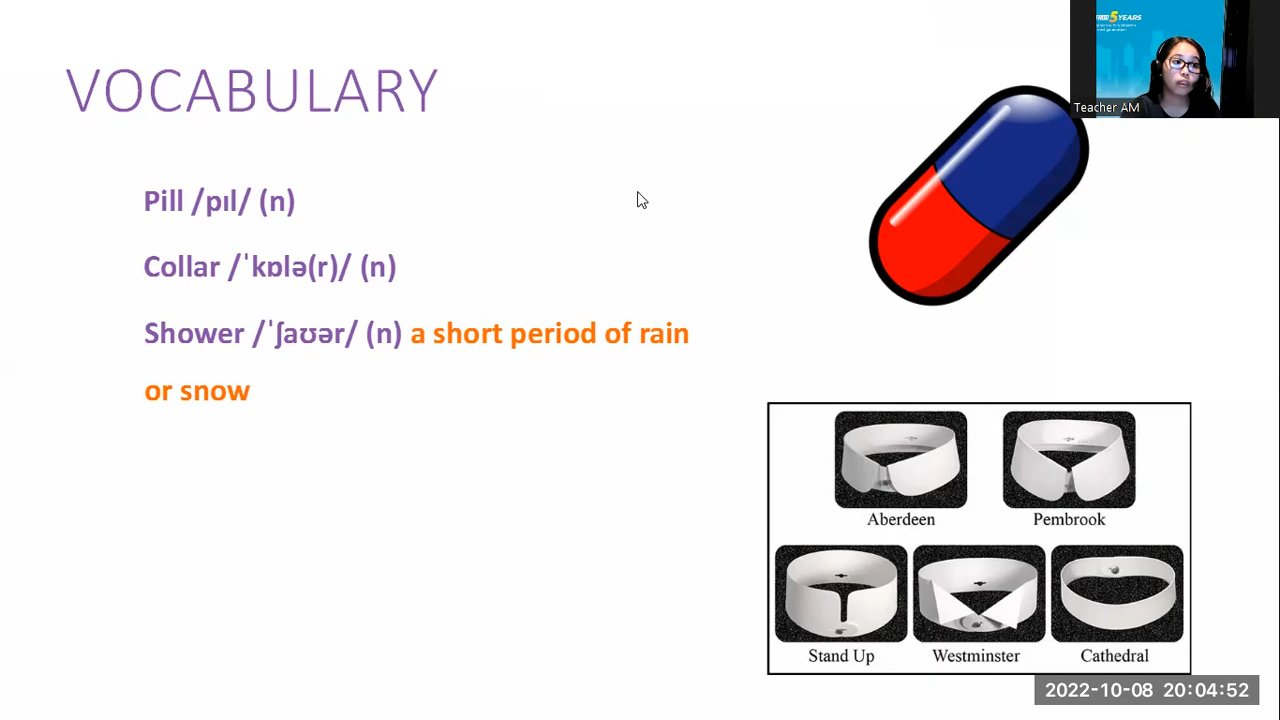 VOCABULARY
Pill /pɪl/ (n)
Collar /ˈkɒlə(r)/ (n)
Shower /ˈʃaʊər/ (n) a short period of rain
or snow
5 YEARS
Teacher AM
Aberdeen
Pembrook
Stand Up
Westminster
Cathedral
2022-10-08 20:04:52